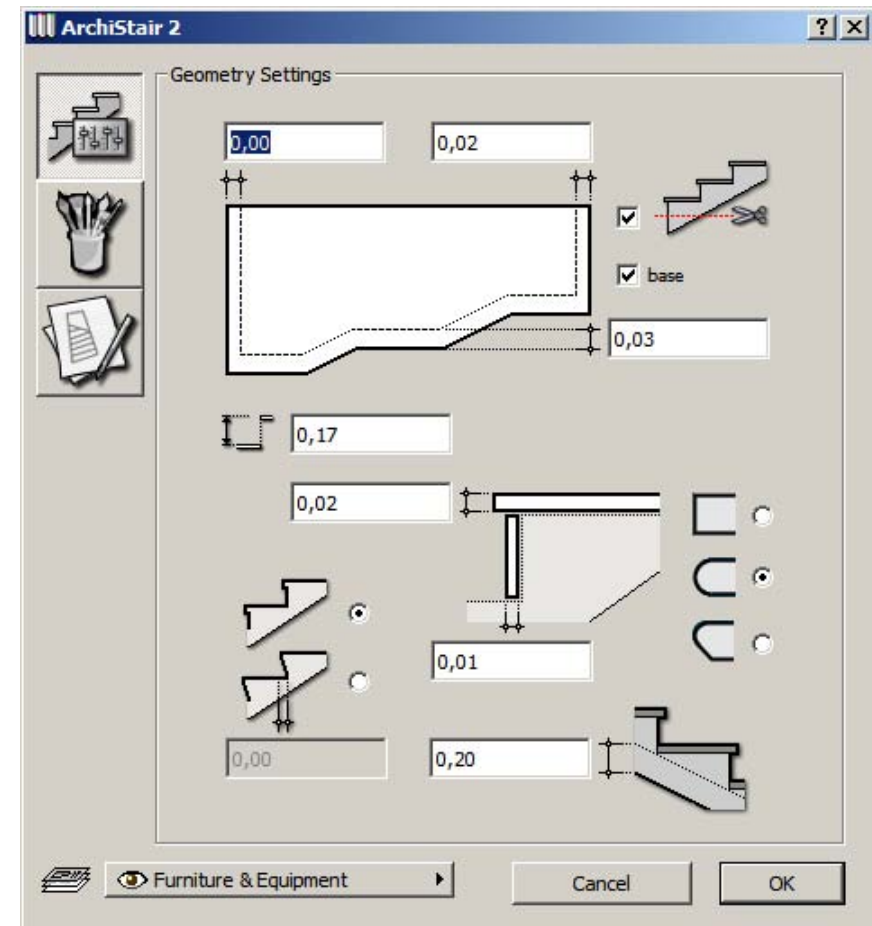 ArchiStair 2
Geometry Settings
0,00
0,02
base
0,03
0,17
0,02
0,01
0,00
0,20
Furniture & Equipment
Cancel
OK